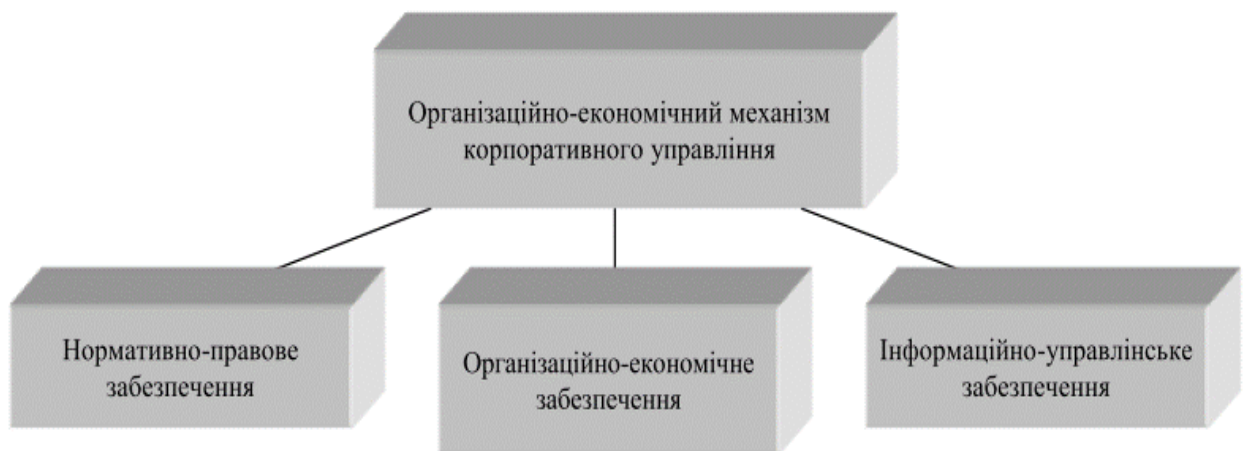 Організаційно-економічний механізм
корпоративного управління
Нормативно-правове
забезпечення
Організаційно-економічне
забезпечення
Інформаційно-управлінське
забезпечення